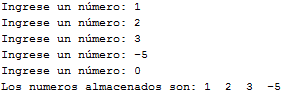 Ingrese un número: 1
Ingrese un número: 2
Ingrese un número: 3
Ingrese un número: -5
Ingrese un número: 0
Los numeros almacenados son: 1 2 3 -5